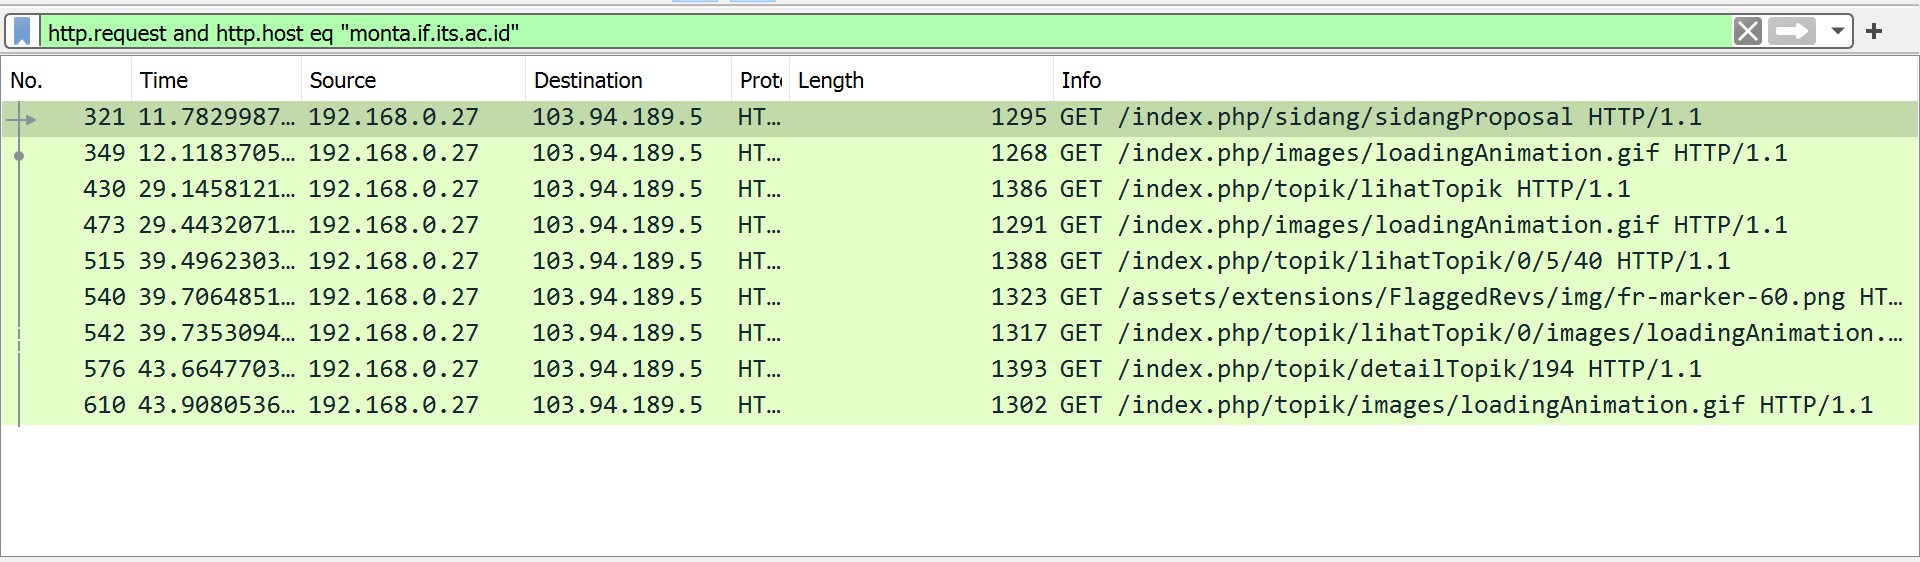 http.request and http.host eq "monta.if.its.ac.id"
No. Time Source Destination Proto Length Info
321 11.7829987… 192.168.0.27 103.94.189.5 HT… 1295 GET /index.php/sidang/sidangProposal HTTP/1.1
349 12.1183705… 192.168.0.27 103.94.189.5 HT… 1268 GET /index.php/images/loadingAnimation.gif HTTP/1.1
430 29.1458121… 192.168.0.27 103.94.189.5 HT… 1386 GET /index.php/topik/lihatTopik HTTP/1.1
473 29.4432071… 192.168.0.27 103.94.189.5 HT… 1291 GET /index.php/images/loadingAnimation.gif HTTP/1.1
515 39.4962303… 192.168.0.27 103.94.189.5 HT… 1388 GET /index.php/topik/lihatTopik/0/5/40 HTTP/1.1
540 39.7064851… 192.168.0.27 103.94.189.5 HT… 1323 GET /assets/extensions/FlaggedRevs/img/fr-marker-60.png HT…
542 39.7353094… 192.168.0.27 103.94.189.5 HT… 1317 GET /index.php/topik/lihatTopik/0/images/loadingAnimation.…
576 43.6647703… 192.168.0.27 103.94.189.5 HT… 1393 GET /index.php/topik/detailTopik/194 HTTP/1.1
610 43.9080536… 192.168.0.27 103.94.189.5 HT… 1302 GET /index.php/topik/images/loadingAnimation.gif HTTP/1.1